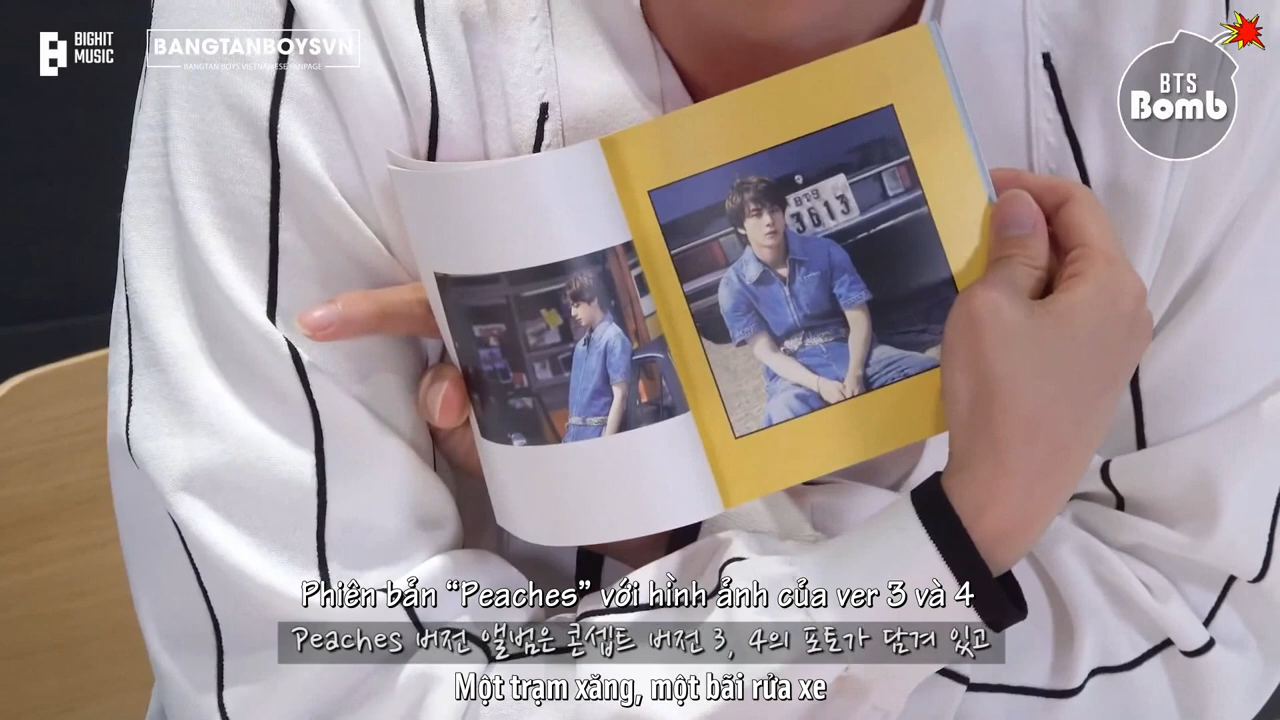 BIGHIT
MUSIC
BANGTANBOYSVN
BANGTAN BOYS VIETNAMESE FANPAGE
BTS
Bomb
BTS
3613
Phiên bản “Peaches” với hình ảnh của ver 3 và 4
Peaches 버전 앨범은 콘셉트 버전 3, 4의 포토가 담겨 있고
Một trạm xăng, một bãi rửa xe